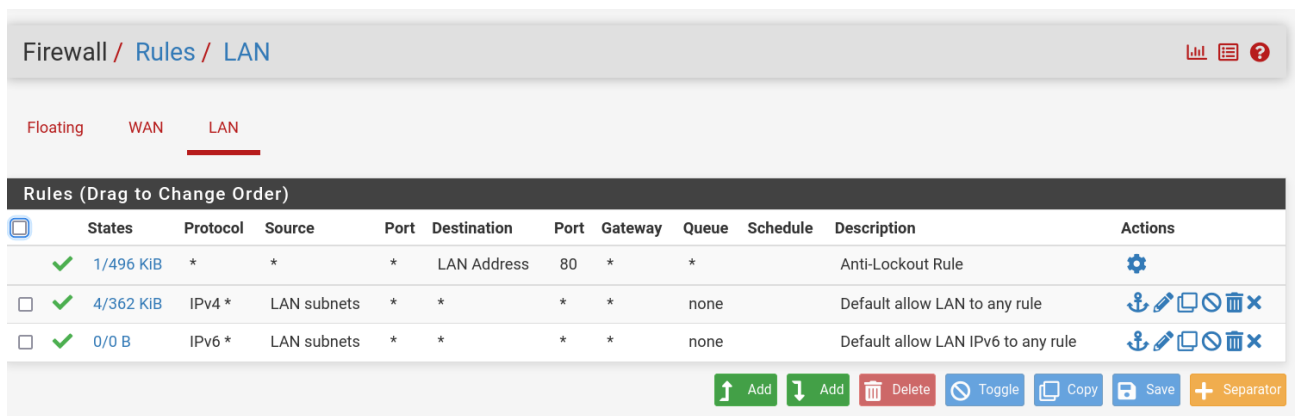 Firewall / Rules / LAN
Floating WAN LAN
Rules (Drag to Change Order)
States Protocol Source Port Destination Port Gateway Queue Schedule Description Actions
1/496 KiB * * * LAN Address 80 * * Anti-Lockout Rule
4/362 KiB IPv4 * LAN subnets * * * * none Default allow LAN to any rule
0/0 B IPv6 * LAN subnets * * * * none Default allow LAN IPv6 to any rule
Add Add Delete Toggle Copy Save Separator